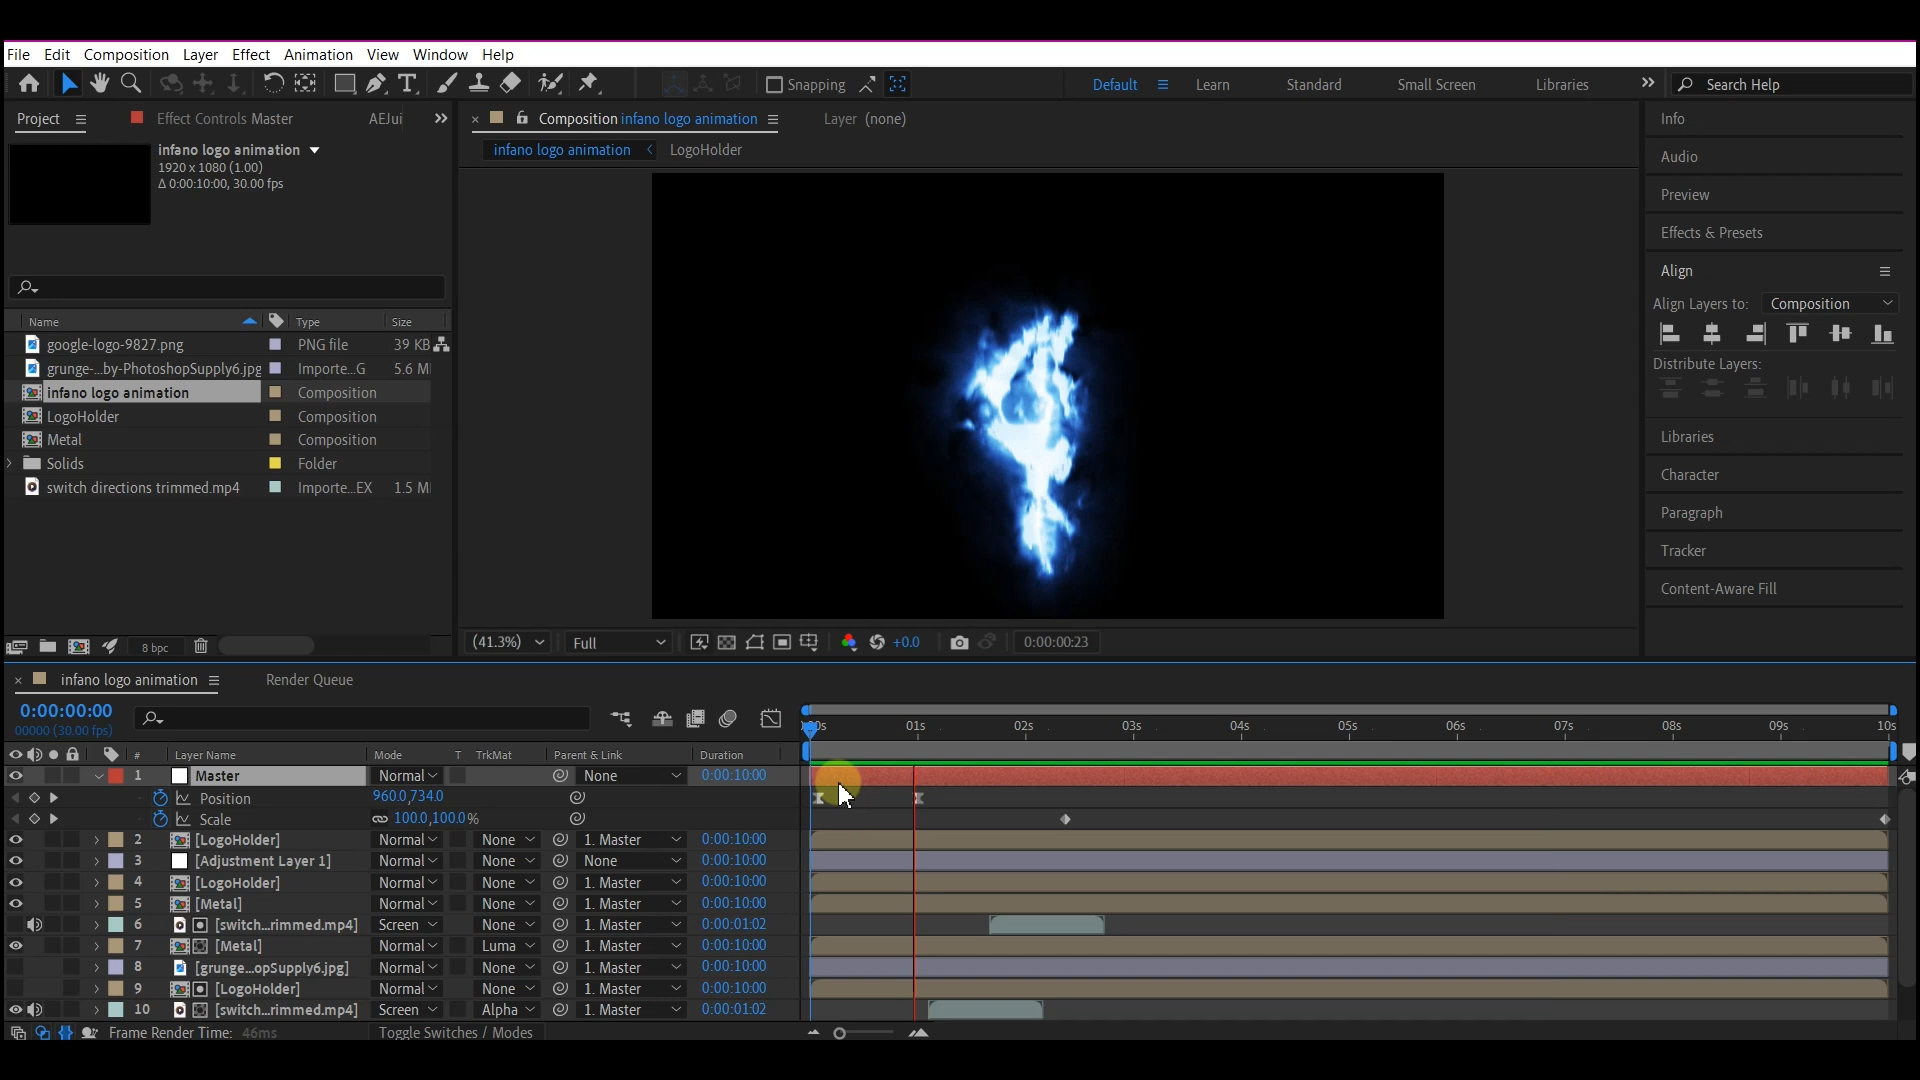 File Edit Composition Layer Effect Animation View Window Help
Snapping Default Learn Standard Small Screen Libraries Search Help
Project Effect Controls Master AEJui
Composition infano logo animation Layer (none)
infano logo animation LogoHolder
infano logo animation
1920 x 1080 (1.00)
Δ 0:00:10:00, 30.00 fps
Name Type Size
google-logo-9827.png PNG file 39 KB
grunge-...by-PhotoshopSupply6.jpg Importe...G 5.6 M
infano logo animation Composition
LogoHolder Composition
Metal Composition
Solids Folder
switch directions trimmed.mp4 Importe...EX 1.5 M
8 bpc
(41.3%) Full +0.0 0:00:00:23
Info
Audio
Preview
Effects & Presets
Align
Align Layers to: Composition
Distribute Layers:
Libraries
Character
Paragraph
Tracker
Content-Aware Fill
infano logo animation Render Queue
0:00:00:00
00000 (30.00 fps)
01s 02s 03s 04s 05s 06s 07s 08s 09s 10s
# Layer Name Mode T TrkMat Parent & Link Duration
1 Master Normal None 0:00:10:00
Position 960.0,734.0
Scale 100.0,100.0%
2 [LogoHolder] Normal None 1. Master 0:00:10:00
3 [Adjustment Layer 1] Normal None None 0:00:10:00
4 [LogoHolder] Normal None 1. Master 0:00:10:00
5 [Metal] Normal None 1. Master 0:00:10:00
6 [switch...rimmed.mp4] Screen None 1. Master 0:00:01:02
7 [Metal] Normal Luma 1. Master 0:00:10:00
8 [grunge...opSupply6.jpg] Normal None 1. Master 0:00:10:00
9 [LogoHolder] Normal None 1. Master 0:00:10:00
10 [switch...rimmed.mp4] Screen Alpha 1. Master 0:00:01:02
Frame Render Time: 46ms Toggle Switches / Modes